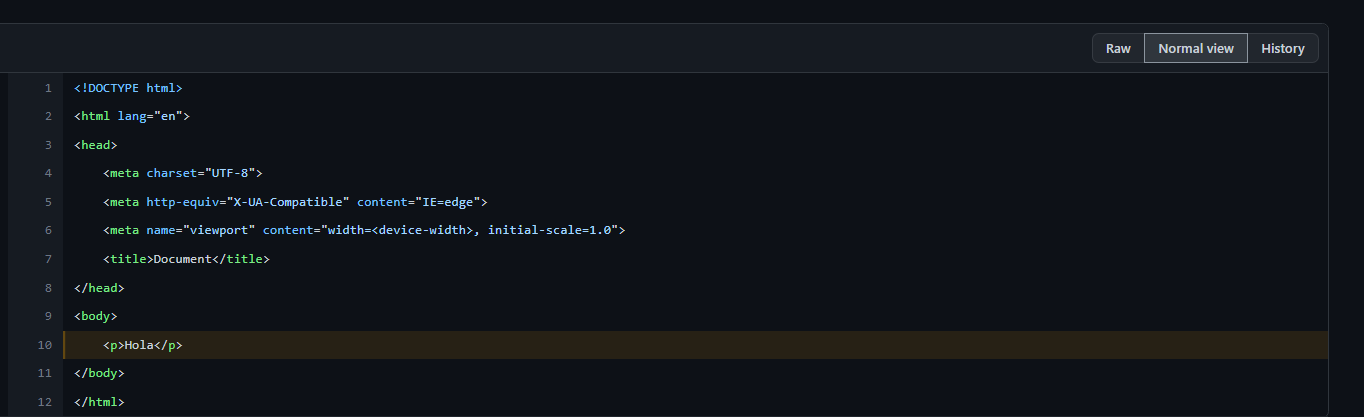 Raw Normal view History
1 <!DOCTYPE html>
2 <html lang="en">
3 <head>
4     <meta charset="UTF-8">
5     <meta http-equiv="X-UA-Compatible" content="IE=edge">
6     <meta name="viewport" content="width=<device-width>, initial-scale=1.0">
7     <title>Document</title>
8 </head>
9 <body>
10     <p>Hola</p>
11 </body>
12 </html>